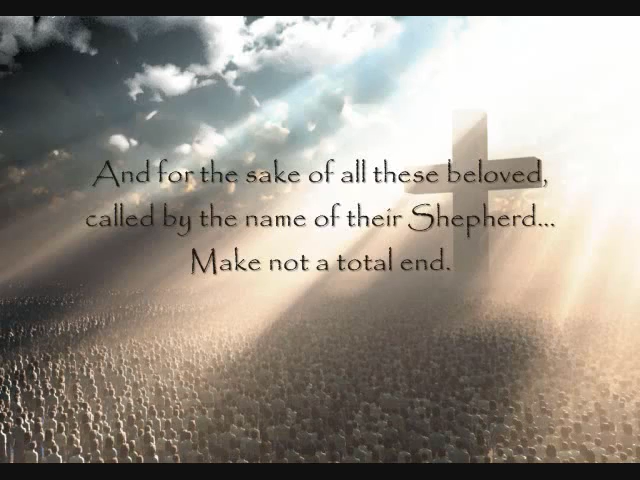 And for the sake of all these beloved,
called by the name of their Shepherd...
Make not a total end.